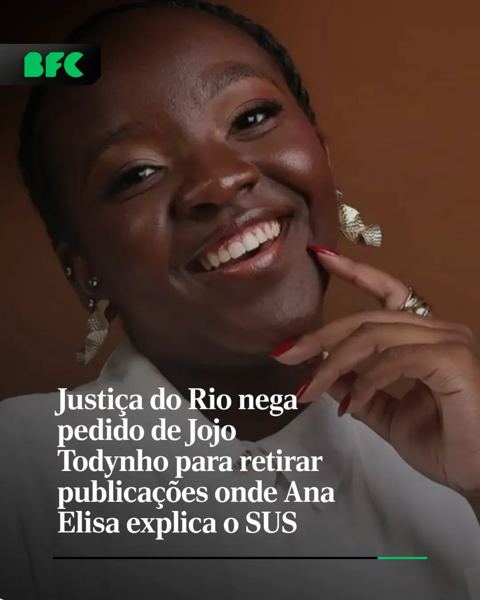 BFC
Justiça do Rio nega
pedido de Jojo
Todynho para retirar
publicações onde Ana
Elisa explica o SUS